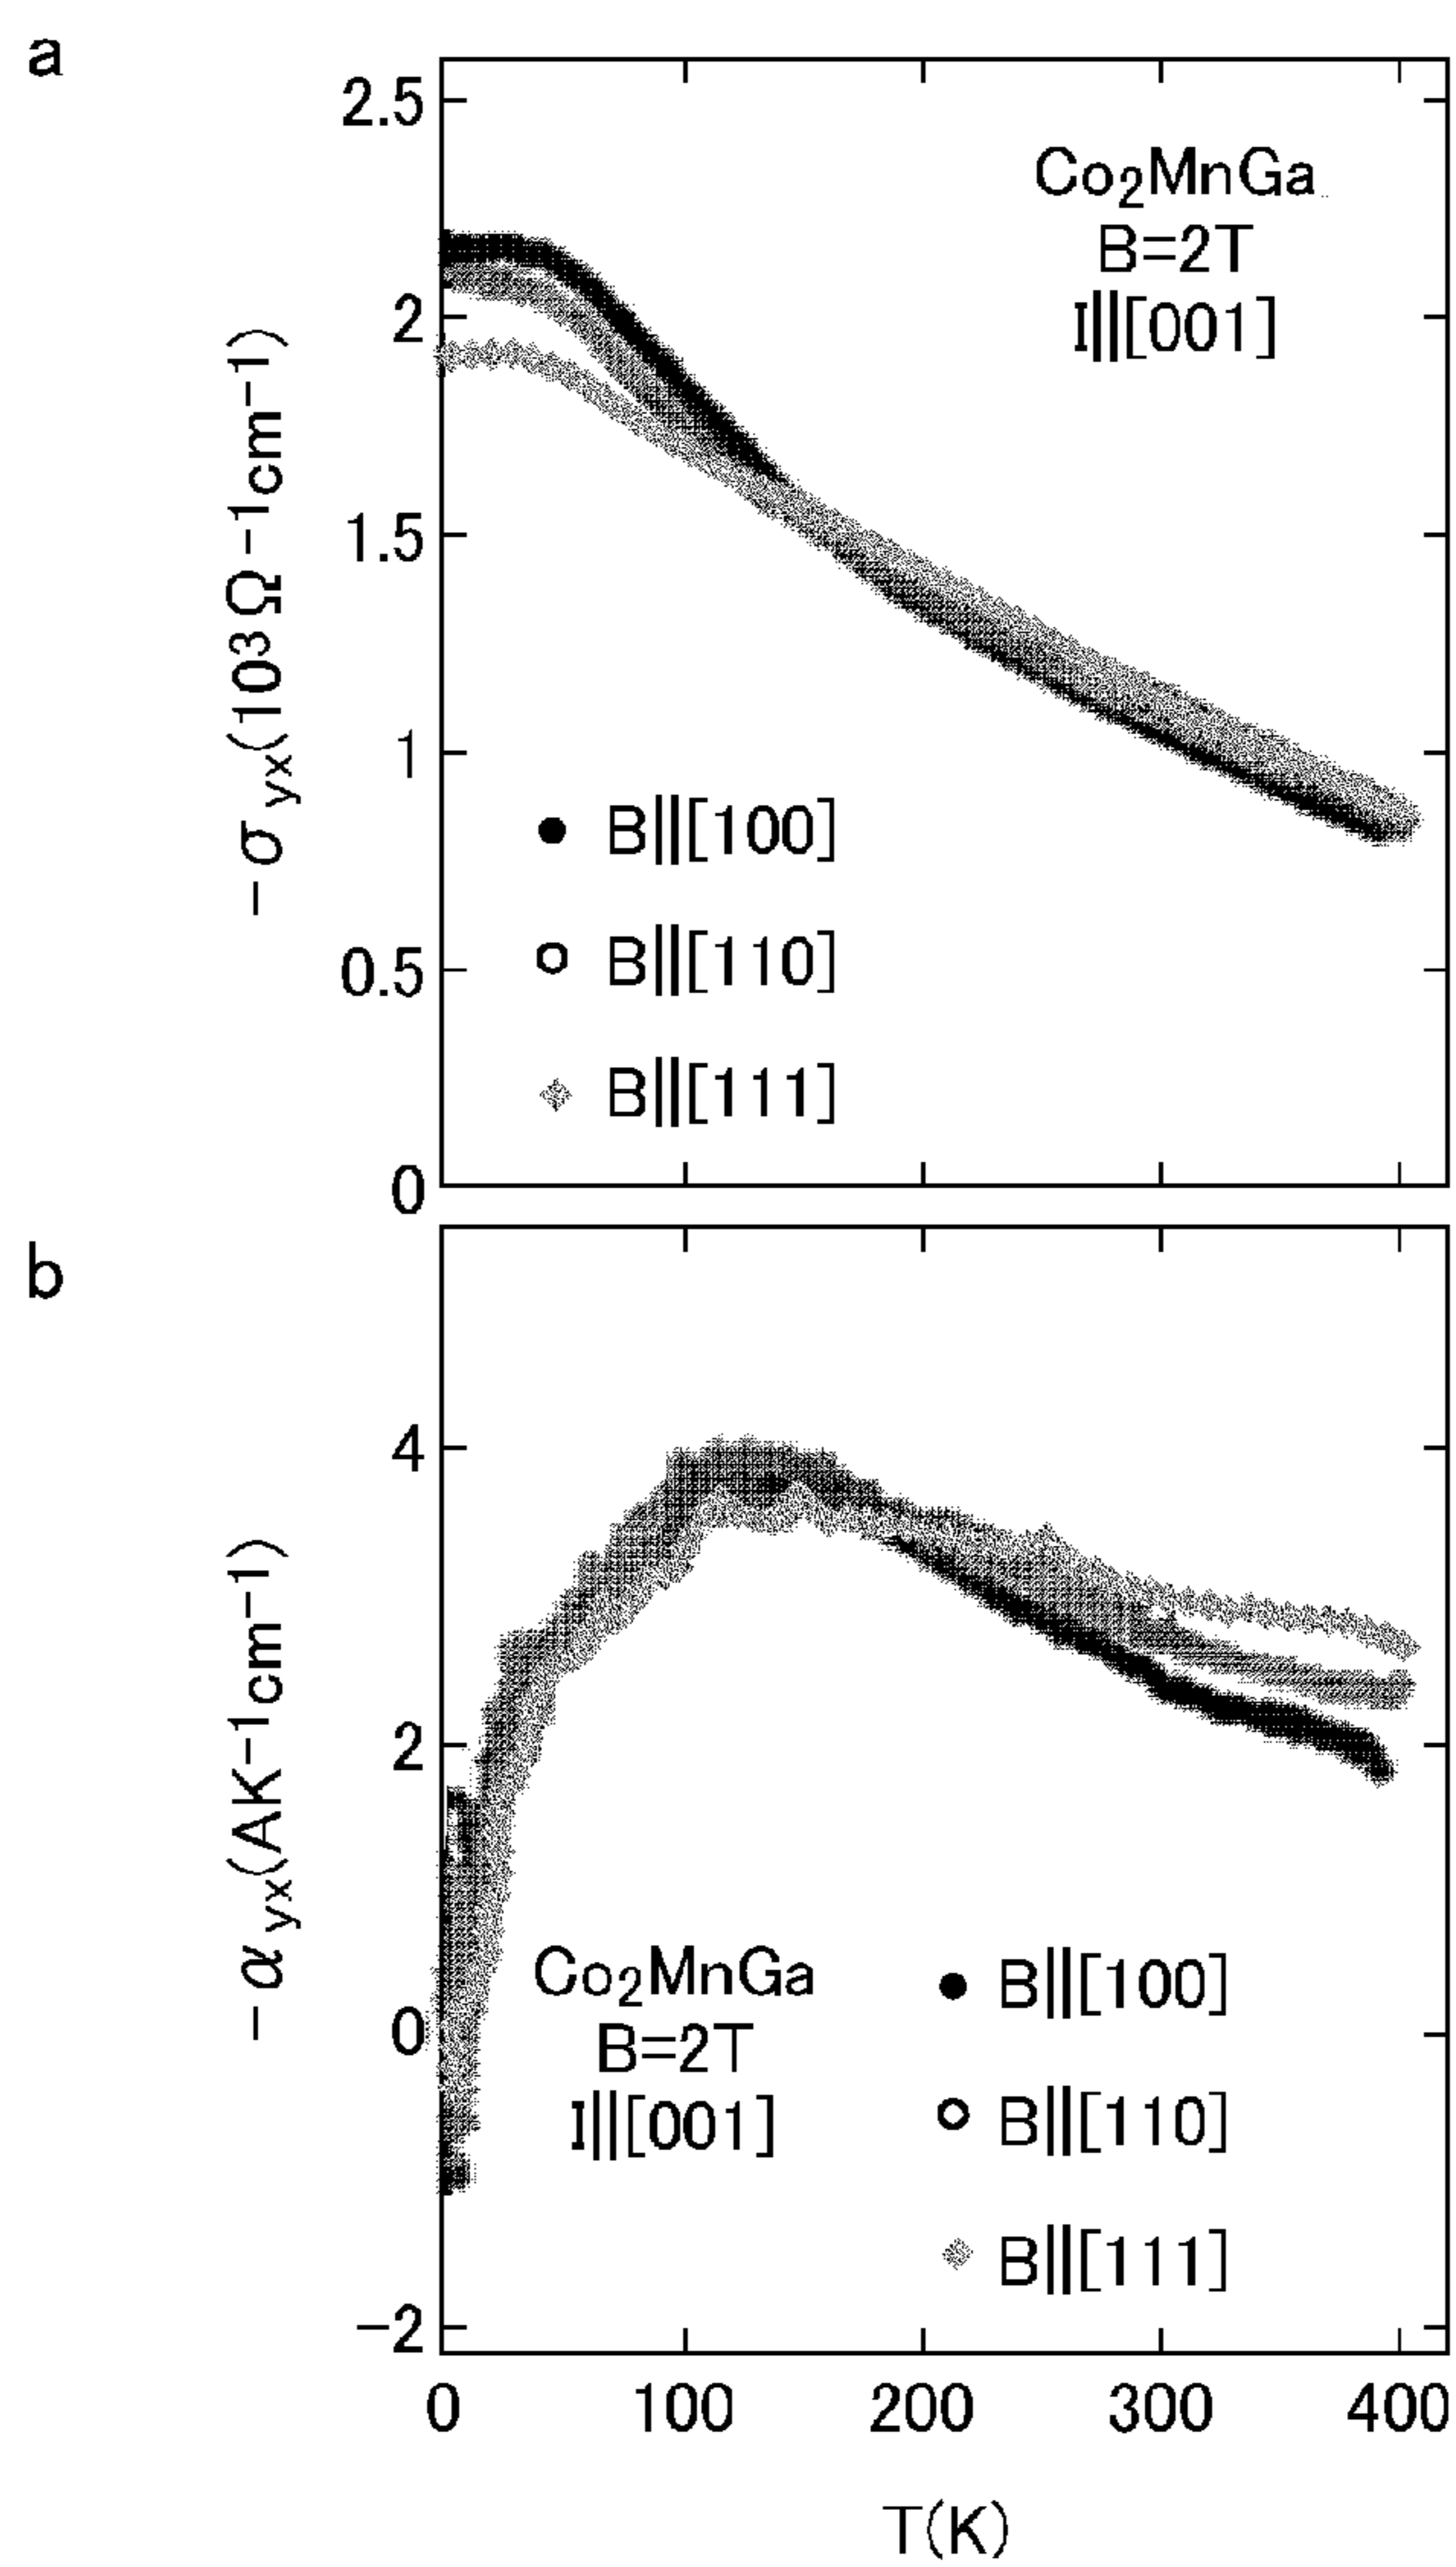 a
2.5
2
1.5
1
0.5
0
-σyx(10³Ω-1cm-1)
Co₂MnGa
B=2T
I||[001]
B||[100]
B||[110]
B||[111]
b
4
2
0
-2
-αyx(AK-1cm-1)
Co₂MnGa
B=2T
I||[001]
B||[100]
B||[110]
B||[111]
0 100 200 300 400
T(K)